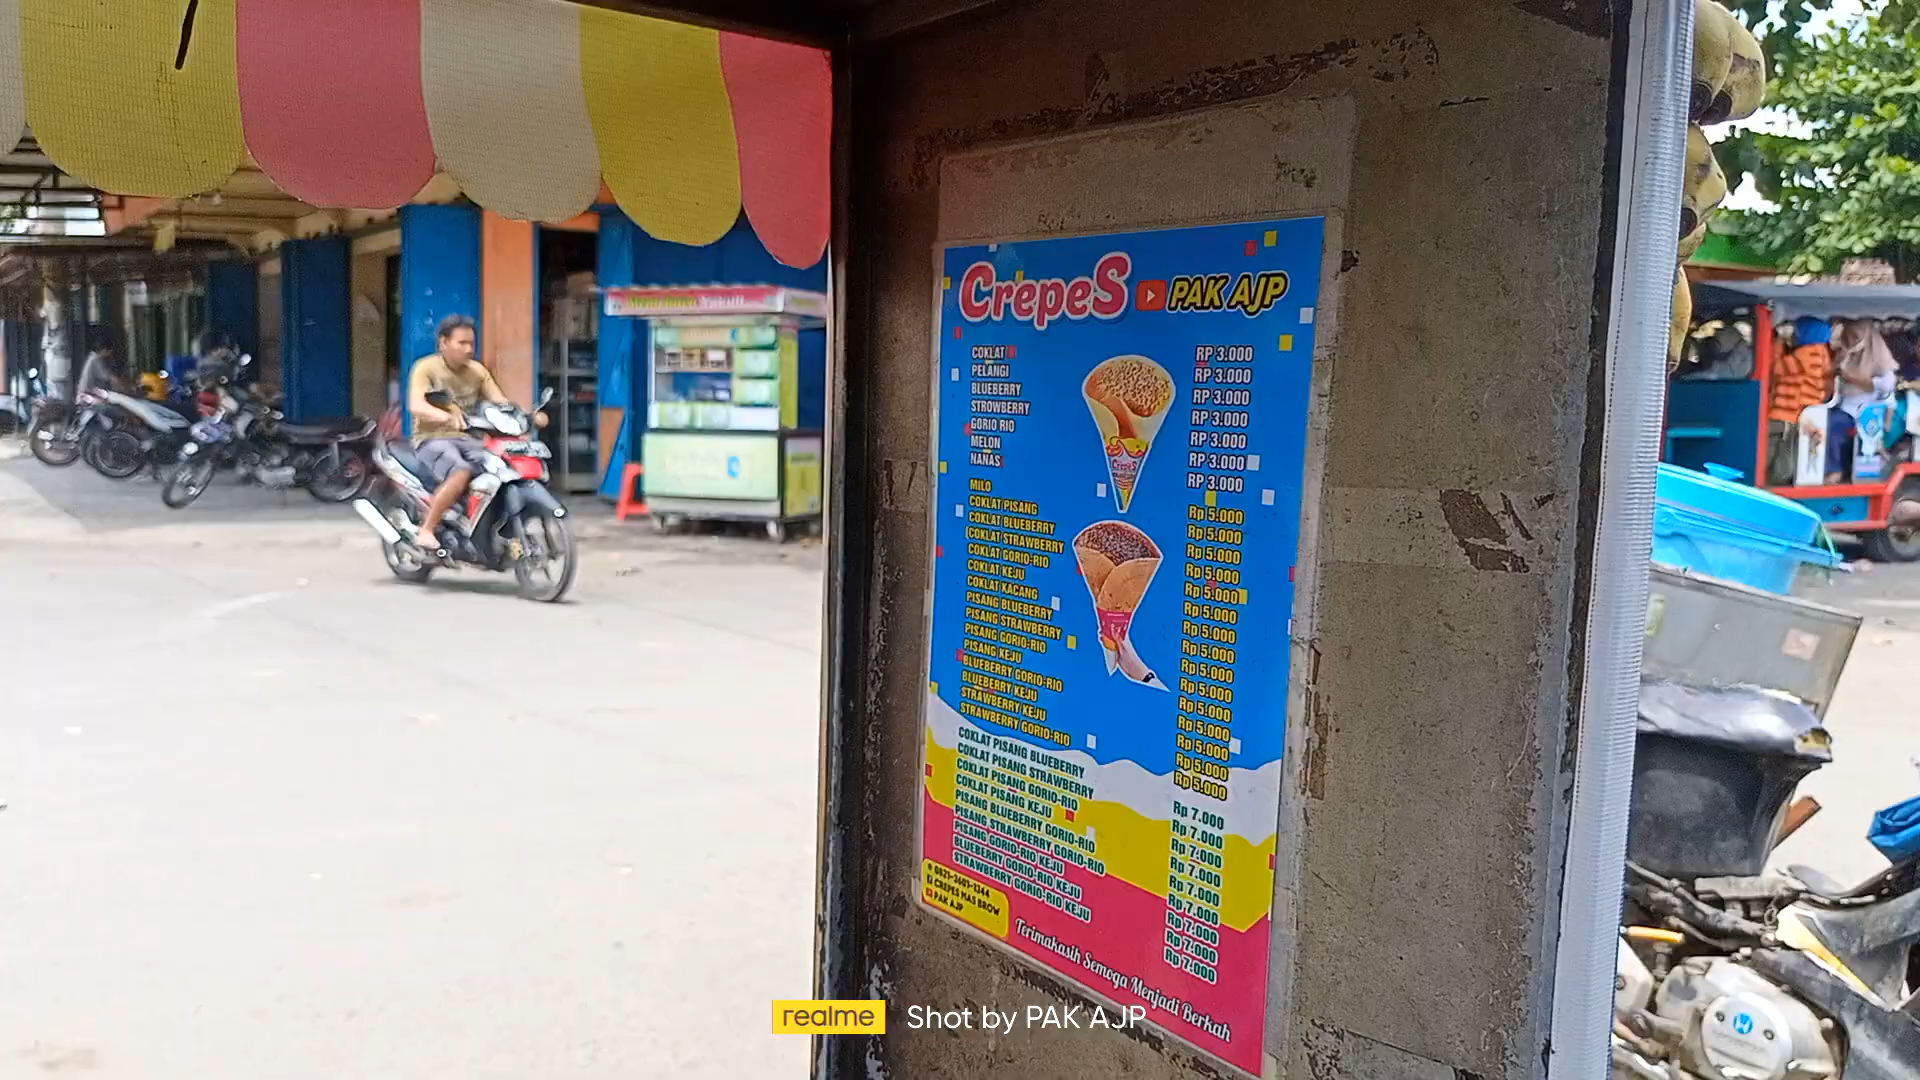 CrepeS PAK AJP
COKLAT RP 3.000
PELANGI RP 3.000
BLUEBERRY RP 3.000
STROWBERRY RP 3.000
GORIO RIO RP 3.000
MELON RP 3.000
NANAS RP 3.000
MILO Rp 5.000
COKLAT PISANG Rp 5.000
COKLAT BLUEBERRY Rp 5.000
COKLAT STRAWBERRY Rp 5.000
COKLAT GORIO-RIO Rp 5.000
COKLAT KEJU Rp 5.000
COKLAT KACANG Rp 5.000
PISANG BLUEBERRY Rp 5.000
PISANG STRAWBERRY Rp 5.000
PISANG GORIO-RIO Rp 5.000
PISANG KEJU Rp 5.000
BLUEBERRY GORIO-RIO Rp 5.000
BLUEBERRY KEJU Rp 5.000
STRAWBERRY KEJU Rp 5.000
STRAWBERRY GORIO-RIO Rp 5.000
COKLAT PISANG BLUEBERRY Rp 7.000
COKLAT PISANG STRAWBERRY Rp 7.000
COKLAT PISANG GORIO-RIO Rp 7.000
COKLAT PISANG KEJU Rp 7.000
PISANG BLUEBERRY GORIO-RIO Rp 7.000
PISANG STRAWBERRY GORIO-RIO Rp 7.000
PISANG GORIO-RIO KEJU Rp 7.000
BLUEBERRY GORIO-RIO KEJU Rp 7.000
STRAWBERRY GORIO-RIO KEJU Rp 7.000
CREPES MAS BROW
PAK AJP
Terimakasih Semoga Menjadi Berkah
CrepeS
realme Shot by PAK AJP